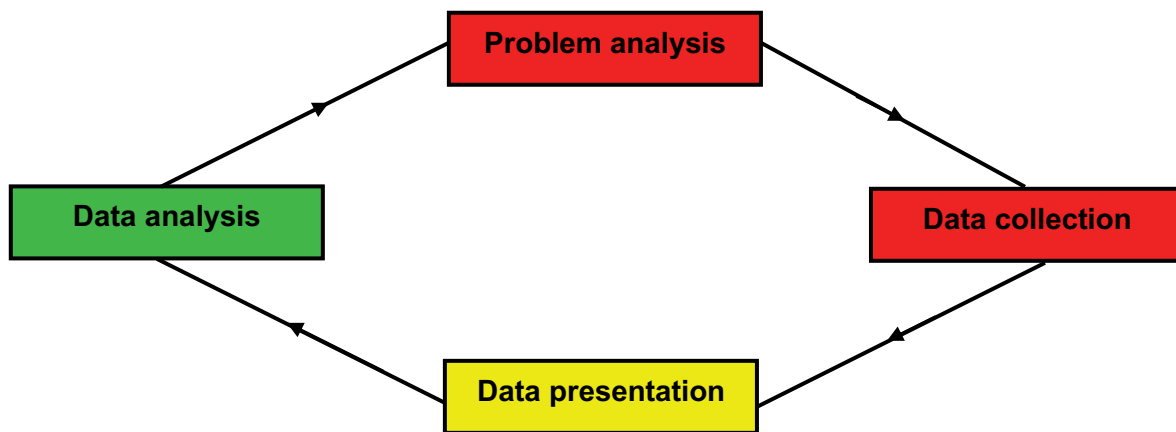 Problem analysis
Data analysis
Data collection
Data presentation